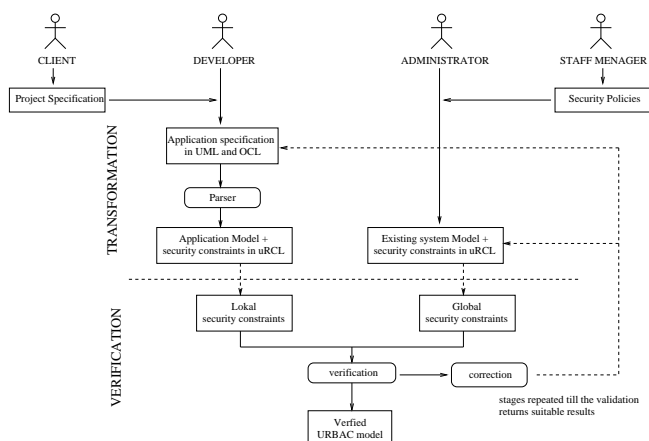 CLIENT
DEVELOPER
ADMINISTRATOR
STAFF MENAGER
Project Specification
Security Policies
TRANSFORMATION
Application specification
in UML and OCL
Parser
Application Model +
security constraints in uRCL
Existing system Model +
security constraints in uRCL
VERIFICATION
Lokal
security constraints
Global
security constraints
verification
correction
stages repeated till the validation
returns suitable results
Verfied
URBAC model